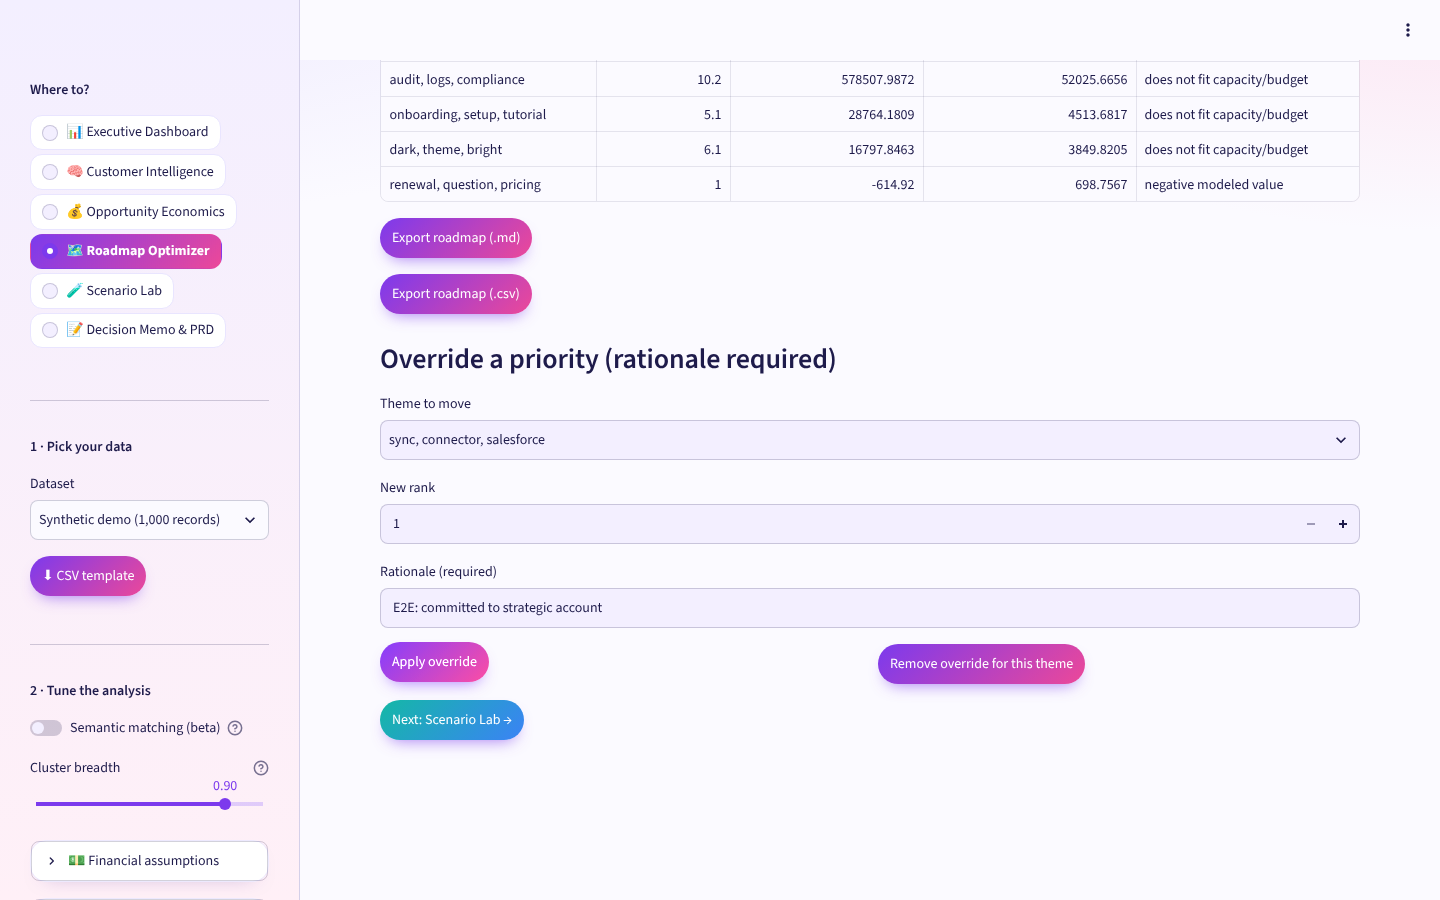 Where to?
📊 Executive Dashboard
🧠 Customer Intelligence
💰 Opportunity Economics
🗺️ Roadmap Optimizer
🧪 Scenario Lab
📝 Decision Memo & PRD
1 · Pick your data
Dataset
Synthetic demo (1,000 records)
⬇ CSV template
2 · Tune the analysis
Semantic matching (beta)
Cluster breadth
0.90
💵 Financial assumptions
audit, logs, compliance 10.2 578507.9872 52025.6656 does not fit capacity/budget
onboarding, setup, tutorial 5.1 28764.1809 4513.6817 does not fit capacity/budget
dark, theme, bright 6.1 16797.8463 3849.8205 does not fit capacity/budget
renewal, question, pricing 1 -614.92 698.7567 negative modeled value
Export roadmap (.md)
Export roadmap (.csv)
Override a priority (rationale required)
Theme to move
sync, connector, salesforce
New rank
1
Rationale (required)
E2E: committed to strategic account
Apply override
Remove override for this theme
Next: Scenario Lab →